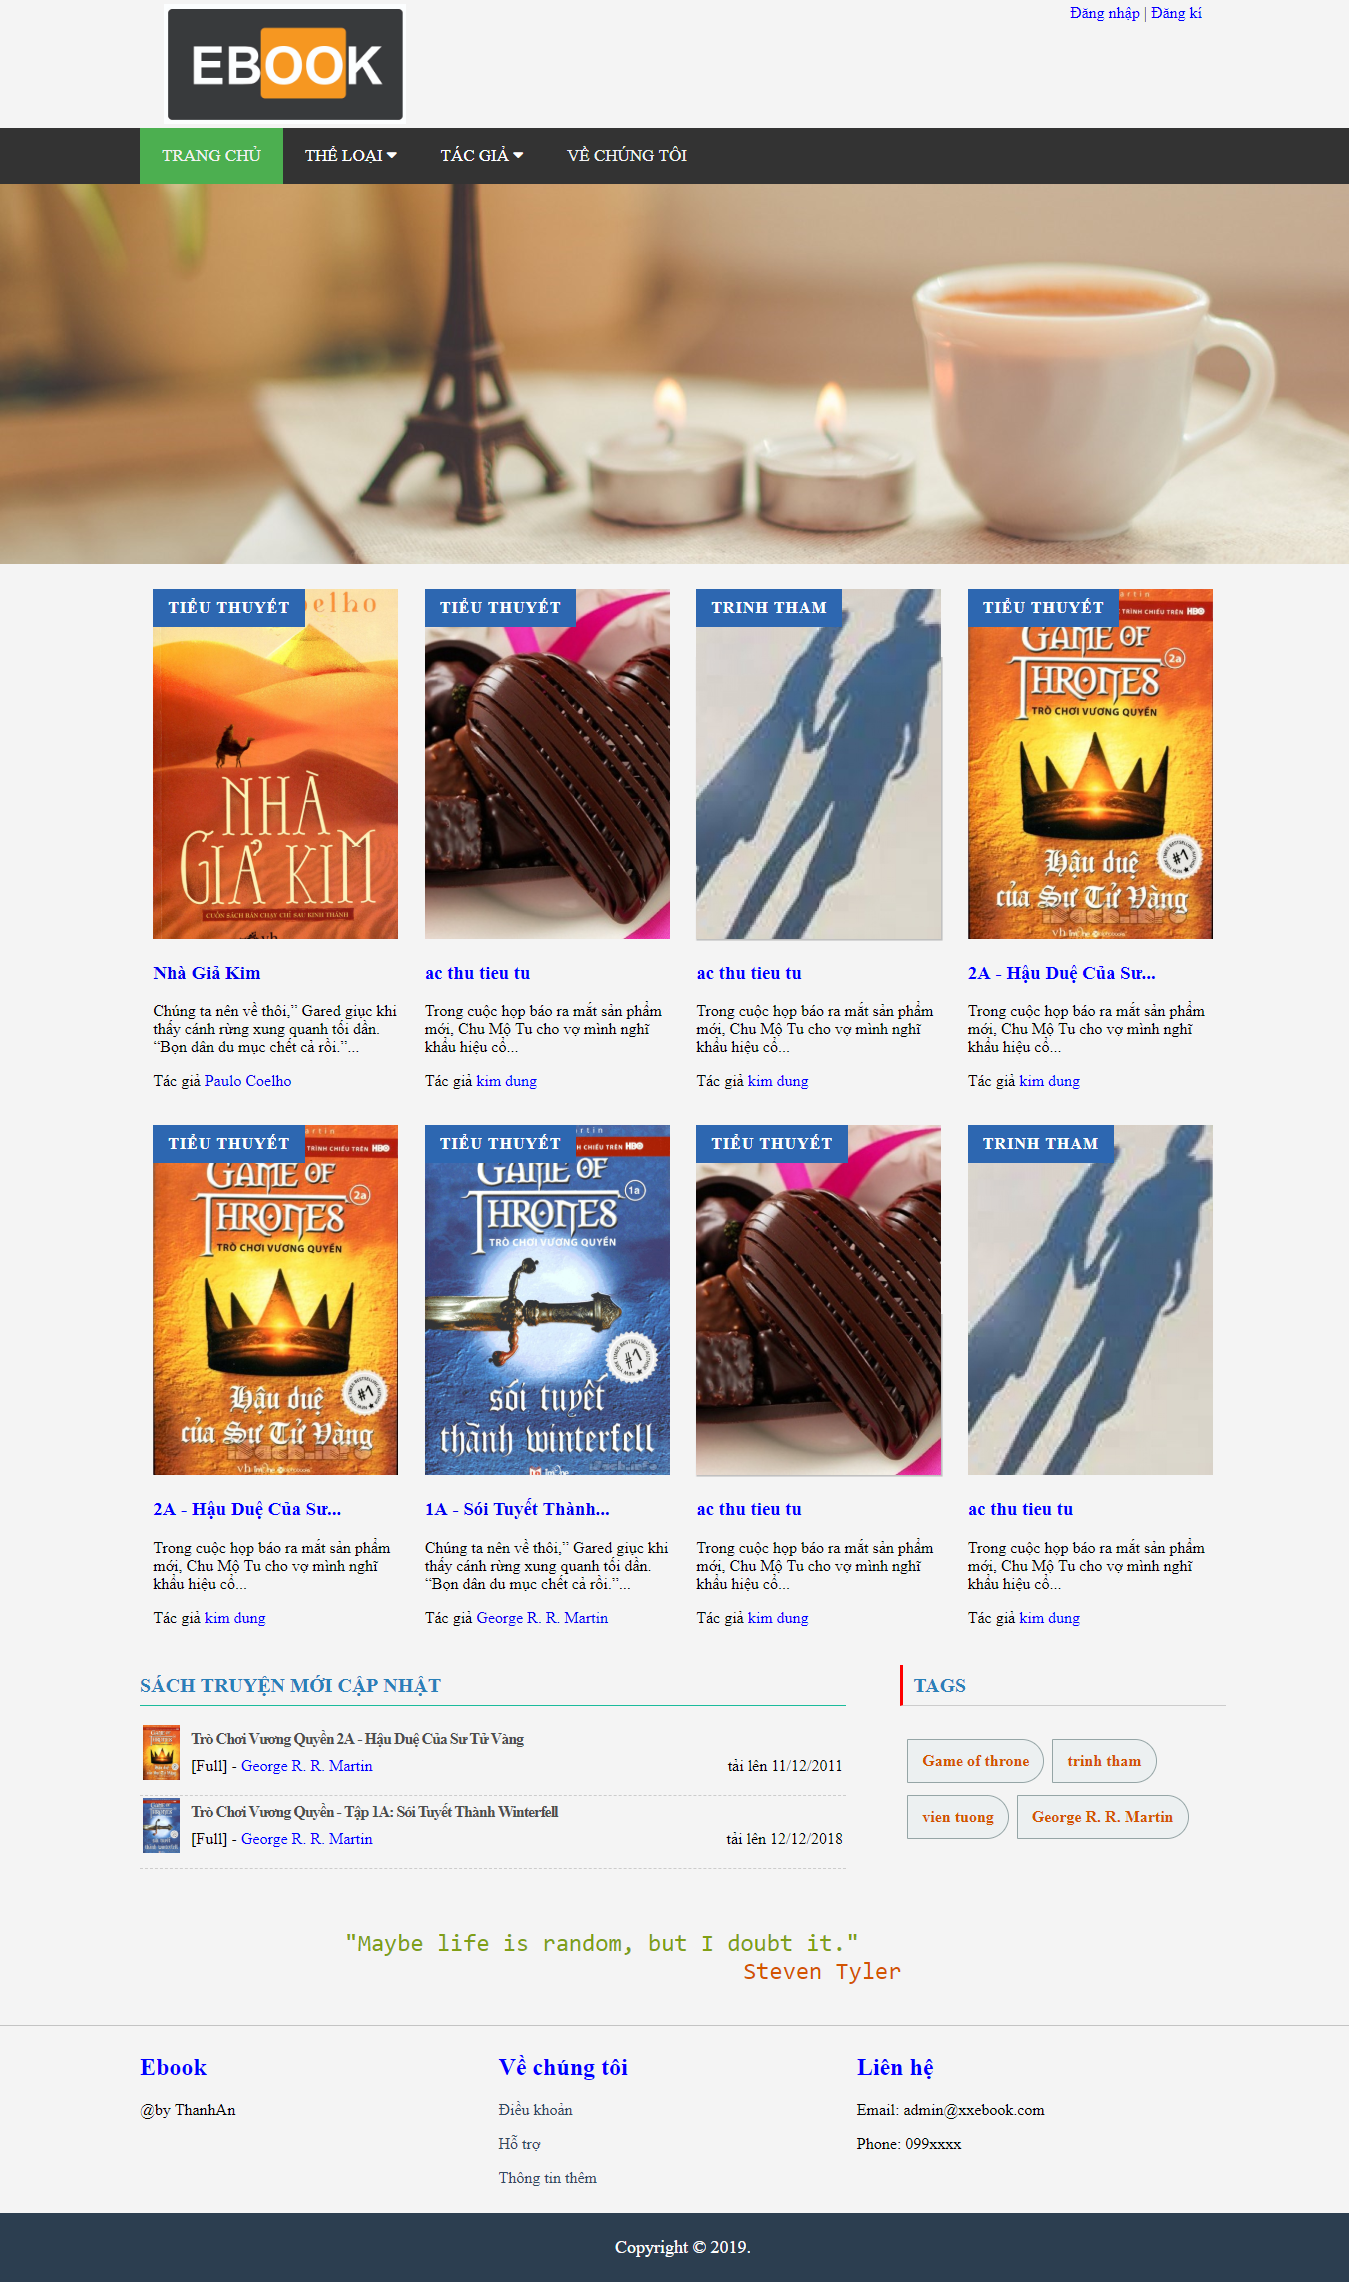 EBOOK
Đăng nhập | Đăng kí
TRANG CHỦ THỂ LOẠI TÁC GIẢ VỀ CHÚNG TÔI
TIỂU THUYẾT
elho
NHÀ
GIẢ KIM
CUỐN SÁCH BÁN CHẠY CHỈ SAU KINH THÁNH
Nhà Giả Kim
Chúng ta nên về thôi,” Gared giục khi
thấy cánh rừng xung quanh tối dần.
“Bọn dân du mục chết cả rồi.”...
Tác giả Paulo Coelho
TIỂU THUYẾT
ac thu tieu tu
Trong cuộc họp báo ra mắt sản phẩm
mới, Chu Mộ Tu cho vợ mình nghĩ
khẩu hiệu cổ...
Tác giả kim dung
TRINH THAM
ac thu tieu tu
Trong cuộc họp báo ra mắt sản phẩm
mới, Chu Mộ Tu cho vợ mình nghĩ
khẩu hiệu cổ...
Tác giả kim dung
TIỂU THUYẾT
artin
TRÌNH CHIẾU TRÊN HBO
GAME OF
2a
THRONES
TRÒ CHƠI VƯƠNG QUYỀN
#1
Hậu duệ
của Sư Tử Vàng
2A - Hậu Duệ Của Sư...
Trong cuộc họp báo ra mắt sản phẩm
mới, Chu Mộ Tu cho vợ mình nghĩ
khẩu hiệu cổ...
Tác giả kim dung
TIỂU THUYẾT
martin
TRÌNH CHIẾU TRÊN HBO
GAME OF
2a
THRONES
TRÒ CHƠI VƯƠNG QUYỀN
#1
Hậu duệ
của Sư Tử Vàng
2A - Hậu Duệ Của Sư...
Trong cuộc họp báo ra mắt sản phẩm
mới, Chu Mộ Tu cho vợ mình nghĩ
khẩu hiệu cổ...
Tác giả kim dung
TIỂU THUYẾT
rtin
CHIẾU TRÊN HBO
GAME OF
1a
THRONES
TRÒ CHƠI VƯƠNG QUYỀN
#1
sói tuyết
thành winterfell
1A - Sói Tuyết Thành...
Chúng ta nên về thôi,” Gared giục khi
thấy cánh rừng xung quanh tối dần.
“Bọn dân du mục chết cả rồi.”...
Tác giả George R. R. Martin
TIỂU THUYẾT
ac thu tieu tu
Trong cuộc họp báo ra mắt sản phẩm
mới, Chu Mộ Tu cho vợ mình nghĩ
khẩu hiệu cổ...
Tác giả kim dung
TRINH THAM
ac thu tieu tu
Trong cuộc họp báo ra mắt sản phẩm
mới, Chu Mộ Tu cho vợ mình nghĩ
khẩu hiệu cổ...
Tác giả kim dung
SÁCH TRUYỆN MỚI CẬP NHẬT
Trò Chơi Vương Quyền 2A - Hậu Duệ Của Sư Tử Vàng
[Full] - George R. R. Martin tải lên 11/12/2011
Trò Chơi Vương Quyền - Tập 1A: Sói Tuyết Thành Winterfell
[Full] - George R. R. Martin tải lên 12/12/2018
TAGS
Game of throne trinh tham
vien tuong George R. R. Martin
"Maybe life is random, but I doubt it."
Steven Tyler
Ebook
@by ThanhAn
Về chúng tôi
Điều khoản
Hỗ trợ
Thông tin thêm
Liên hệ
Email: admin@xxebook.com
Phone: 099xxxx
Copyright © 2019.